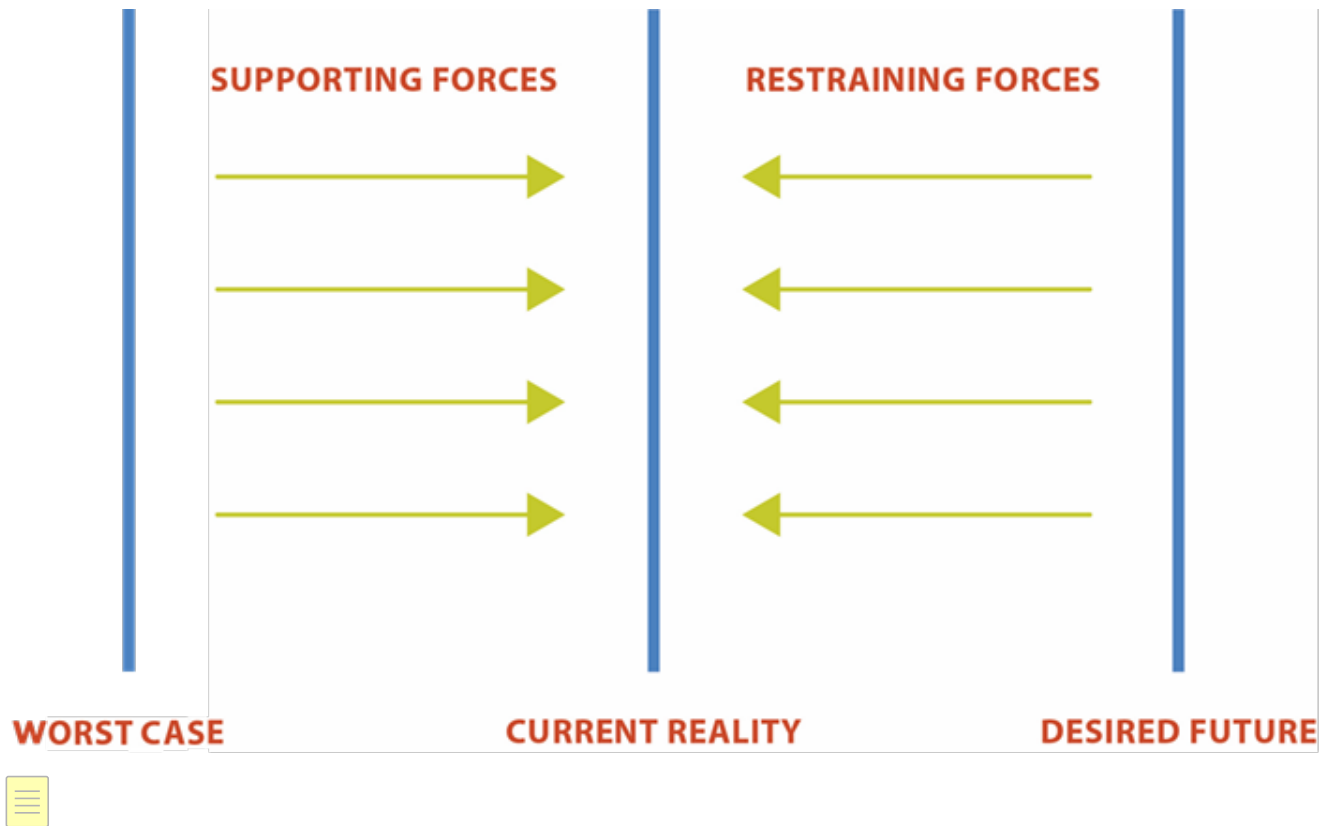 SUPPORTING FORCES
RESTRAINING FORCES
WORST CASE
CURRENT REALITY
DESIRED FUTURE